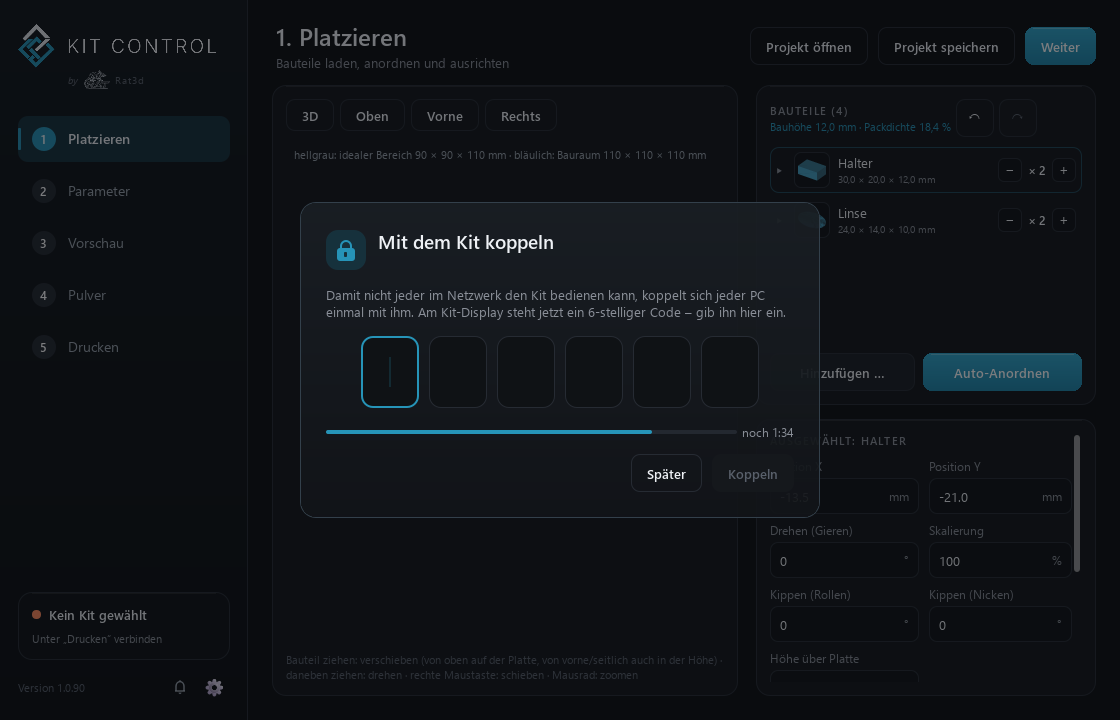 KIT CONTROL
by Rat3d
1 Platzieren
2 Parameter
3 Vorschau
4 Pulver
5 Drucken
Kein Kit gewählt
Unter „Drucken“ verbinden
Version 1.0.90
1. Platzieren
Bauteile laden, anordnen und ausrichten
Projekt öffnen
Projekt speichern
Weiter
3D
Oben
Vorne
Rechts
hellgrau: idealer Bereich 90 × 90 × 110 mm · bläulich: Bauraum 110 × 110 × 110 mm
Mit dem Kit koppeln
Damit nicht jeder im Netzwerk den Kit bedienen kann, koppelt sich jeder PC
einmal mit ihm. Am Kit-Display steht jetzt ein 6-stelliger Code – gib ihn hier ein.
noch 1:34
Später
Koppeln
Bauteil ziehen: verschieben (von oben auf der Platte, von vorne/seitlich auch in der Höhe) ·
daneben ziehen: drehen · rechte Maustaste: schieben · Mausrad: zoomen
BAUTEILE (4)
Bauhöhe 12,0 mm · Packdichte 18,4 %
Halter
30,0 × 20,0 × 12,0 mm
− × 2 +
Linse
24,0 × 14,0 × 10,0 mm
− × 2 +
Hinzufügen ...
Auto-Anordnen
WÄHLT: HALTER
X
Position Y
-13.5 mm
-21.0 mm
Drehen (Gieren)
Skalierung
0 °
100 %
Kippen (Rollen)
Kippen (Nicken)
0 °
0 °
Höhe über Platte